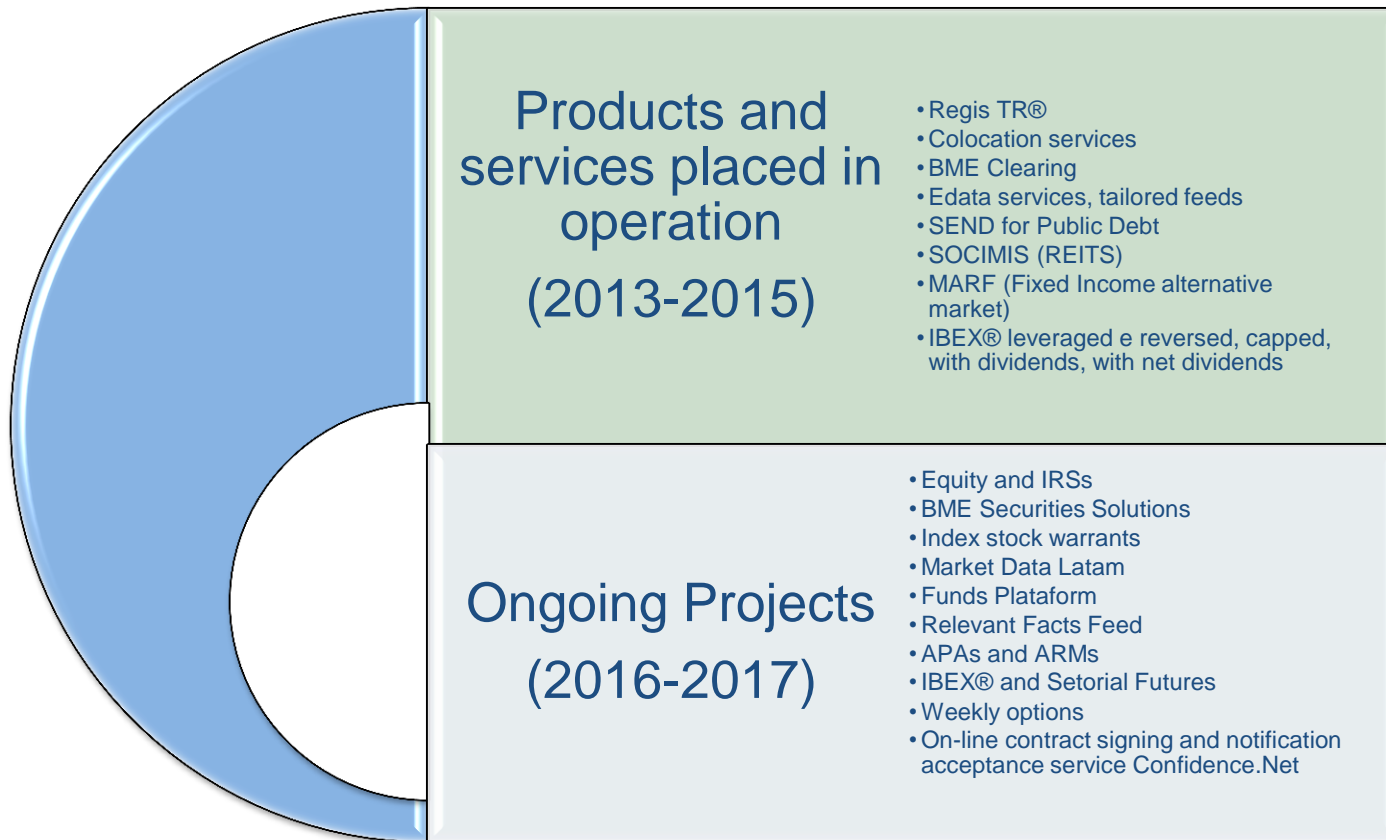 Products and
services placed in
operation
(2013-2015)
•Regis TR®
•Colocation services
•BME Clearing
•Edata services, tailored feeds
•SEND for Public Debt
•SOCIMIS (REITS)
•MARF (Fixed Income alternative
market)
•IBEX® leveraged e reversed, capped,
with dividends, with net dividends
Ongoing Projects
(2016-2017)
•Equity and IRSs
•BME Securities Solutions
•Index stock warrants
•Market Data Latam
•Funds Plataform
•Relevant Facts Feed
•APAs and ARMs
•IBEX® and Setorial Futures
•Weekly options
•On-line contract signing and notification
acceptance service Confidence.Net